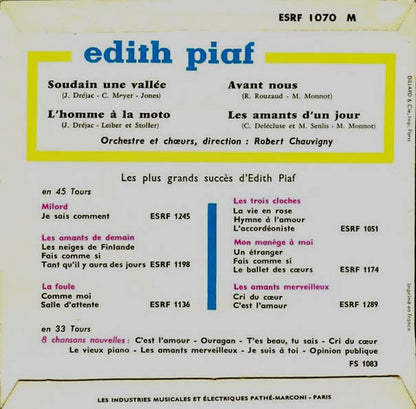 ESRF 1070 M
edith piaf
Soudain une vallée
(J. Dréjac - C. Meyer - Jones)
Avant nous
(R. Rouzaud - M. Monnot)
L'homme à la moto
(J. Dréjac - Leiber et Stoller)
Les amants d'un jour
(C. Delécluse et M. Senlis - M. Monnot)
Orchestre et chœurs, direction : Robert Chauvigny
Les plus grands succès d'Edith Piaf
en 45 Tours
Milord
Je sais comment ESRF 1245
Les amants de demain
Les neiges de Finlande
Fais comme si
Tant qu'il y aura des jours ESRF 1198
La foule
Comme moi
Salle d'attente ESRF 1136
Les trois cloches
La vie en rose
Hymne à l'amour
L'accordéoniste ESRF 1051
Mon manège à moi
Un étranger
Fais comme si
Le ballet des cœurs ESRF 1174
Les amants merveilleux
Cri du cœur
C'est l'amour ESRF 1289
en 33 Tours
8 chansons nouvelles : C'est l'amour - Ouragan - T'es beau, tu sais - Cri du cœur
Le vieux piano - Les amants merveilleux - Je suis à toi - Opinion publique
FS 1083
LES INDUSTRIES MUSICALES ET ÉLECTRIQUES PATHÉ-MARCONI - PARIS
DILLARD & Cie, Imp. Paris
Imprimé en France